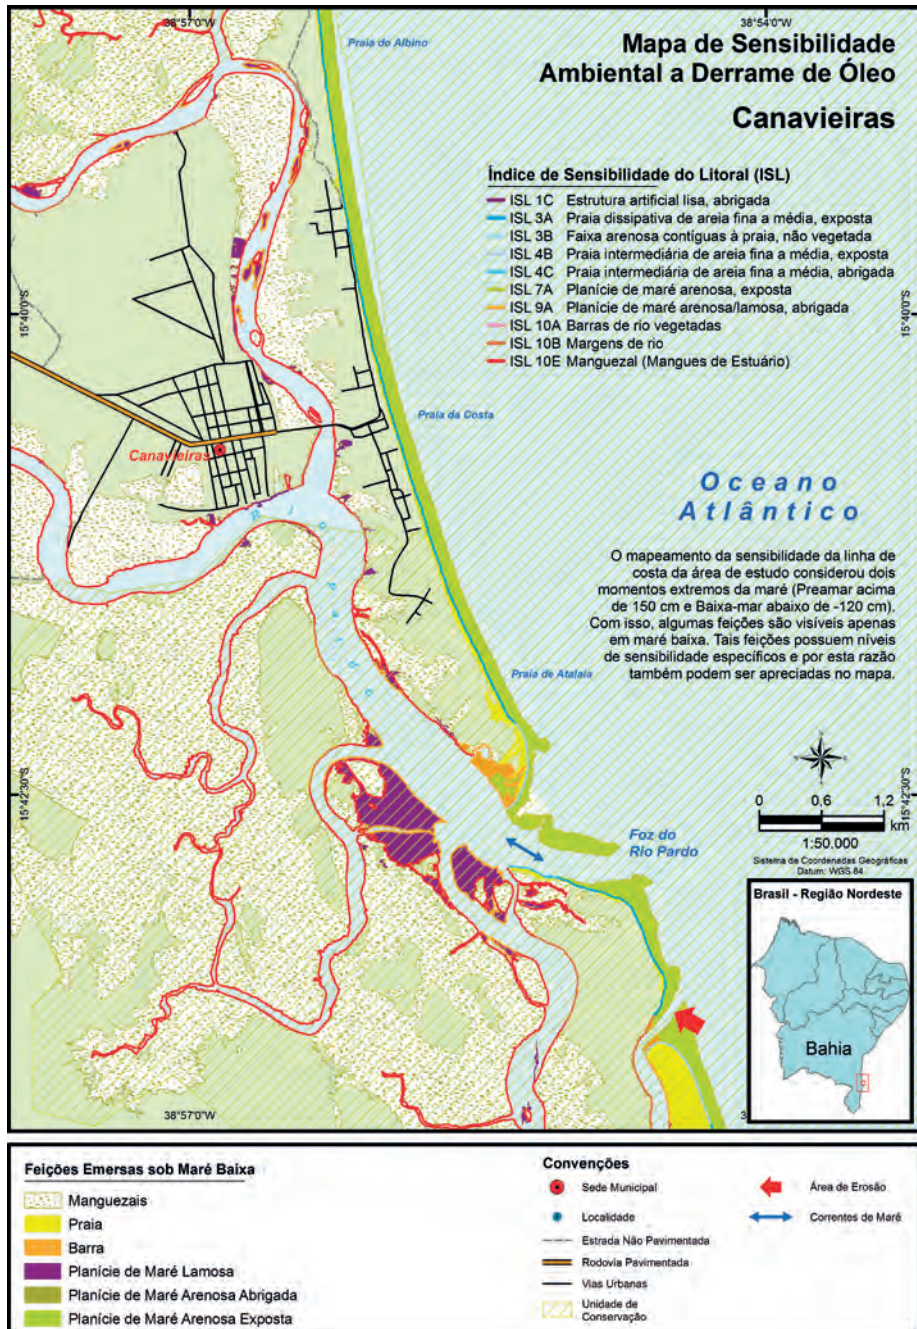 38°57'0"W
38°54'0"W
Praia do Albino
Mapa de Sensibilidade
Ambiental a Derrame de Óleo
Canavieiras
Índice de Sensibilidade do Litoral (ISL)
ISL 1C Estrutura artificial lisa, abrigada
ISL 3A Praia dissipativa de areia fina a média, exposta
ISL 3B Faixa arenosa contíguas à praia, não vegetada
ISL 4B Praia intermediária de areia fina a média, exposta
ISL 4C Praia intermediária de areia fina a média, abrigada
ISL 7A Planície de maré arenosa, exposta
ISL 9A Planície de maré arenosa/lamosa, abrigada
ISL 10A Barras de rio vegetadas
ISL 10B Margens de rio
ISL 10E Manguezal (Mangues de Estuário)
15°40'0"S
15°40'0"S
Praia da Costa
Canavieiras
Oceano
Atlântico
Rio Pardo
O mapeamento da sensibilidade da linha de
costa da área de estudo considerou dois
momentos extremos da maré (Preamar acima
de 150 cm e Baixa-mar abaixo de -120 cm).
Com isso, algumas feições são visíveis apenas
em maré baixa. Tais feições possuem níveis
de sensibilidade específicos e por esta razão
também podem ser apreciadas no mapa.
Praia de Atalaia
15°42'30"S
15°42'30"S
0 0,6 1,2
km
1:50.000
Sistema de Coordenadas Geográficas
Datum: WGS 84
Foz do
Rio Pardo
Brasil - Região Nordeste
Bahia
38°57'0"W
Feições Emersas sob Maré Baixa
Manguezais
Praia
Barra
Planície de Maré Lamosa
Planície de Maré Arenosa Abrigada
Planície de Maré Arenosa Exposta
Convenções
Sede Municipal
Localidade
Estrada Não Pavimentada
Rodovia Pavimentada
Vias Urbanas
Unidade de
Conservação
Área de Erosão
Correntes de Maré